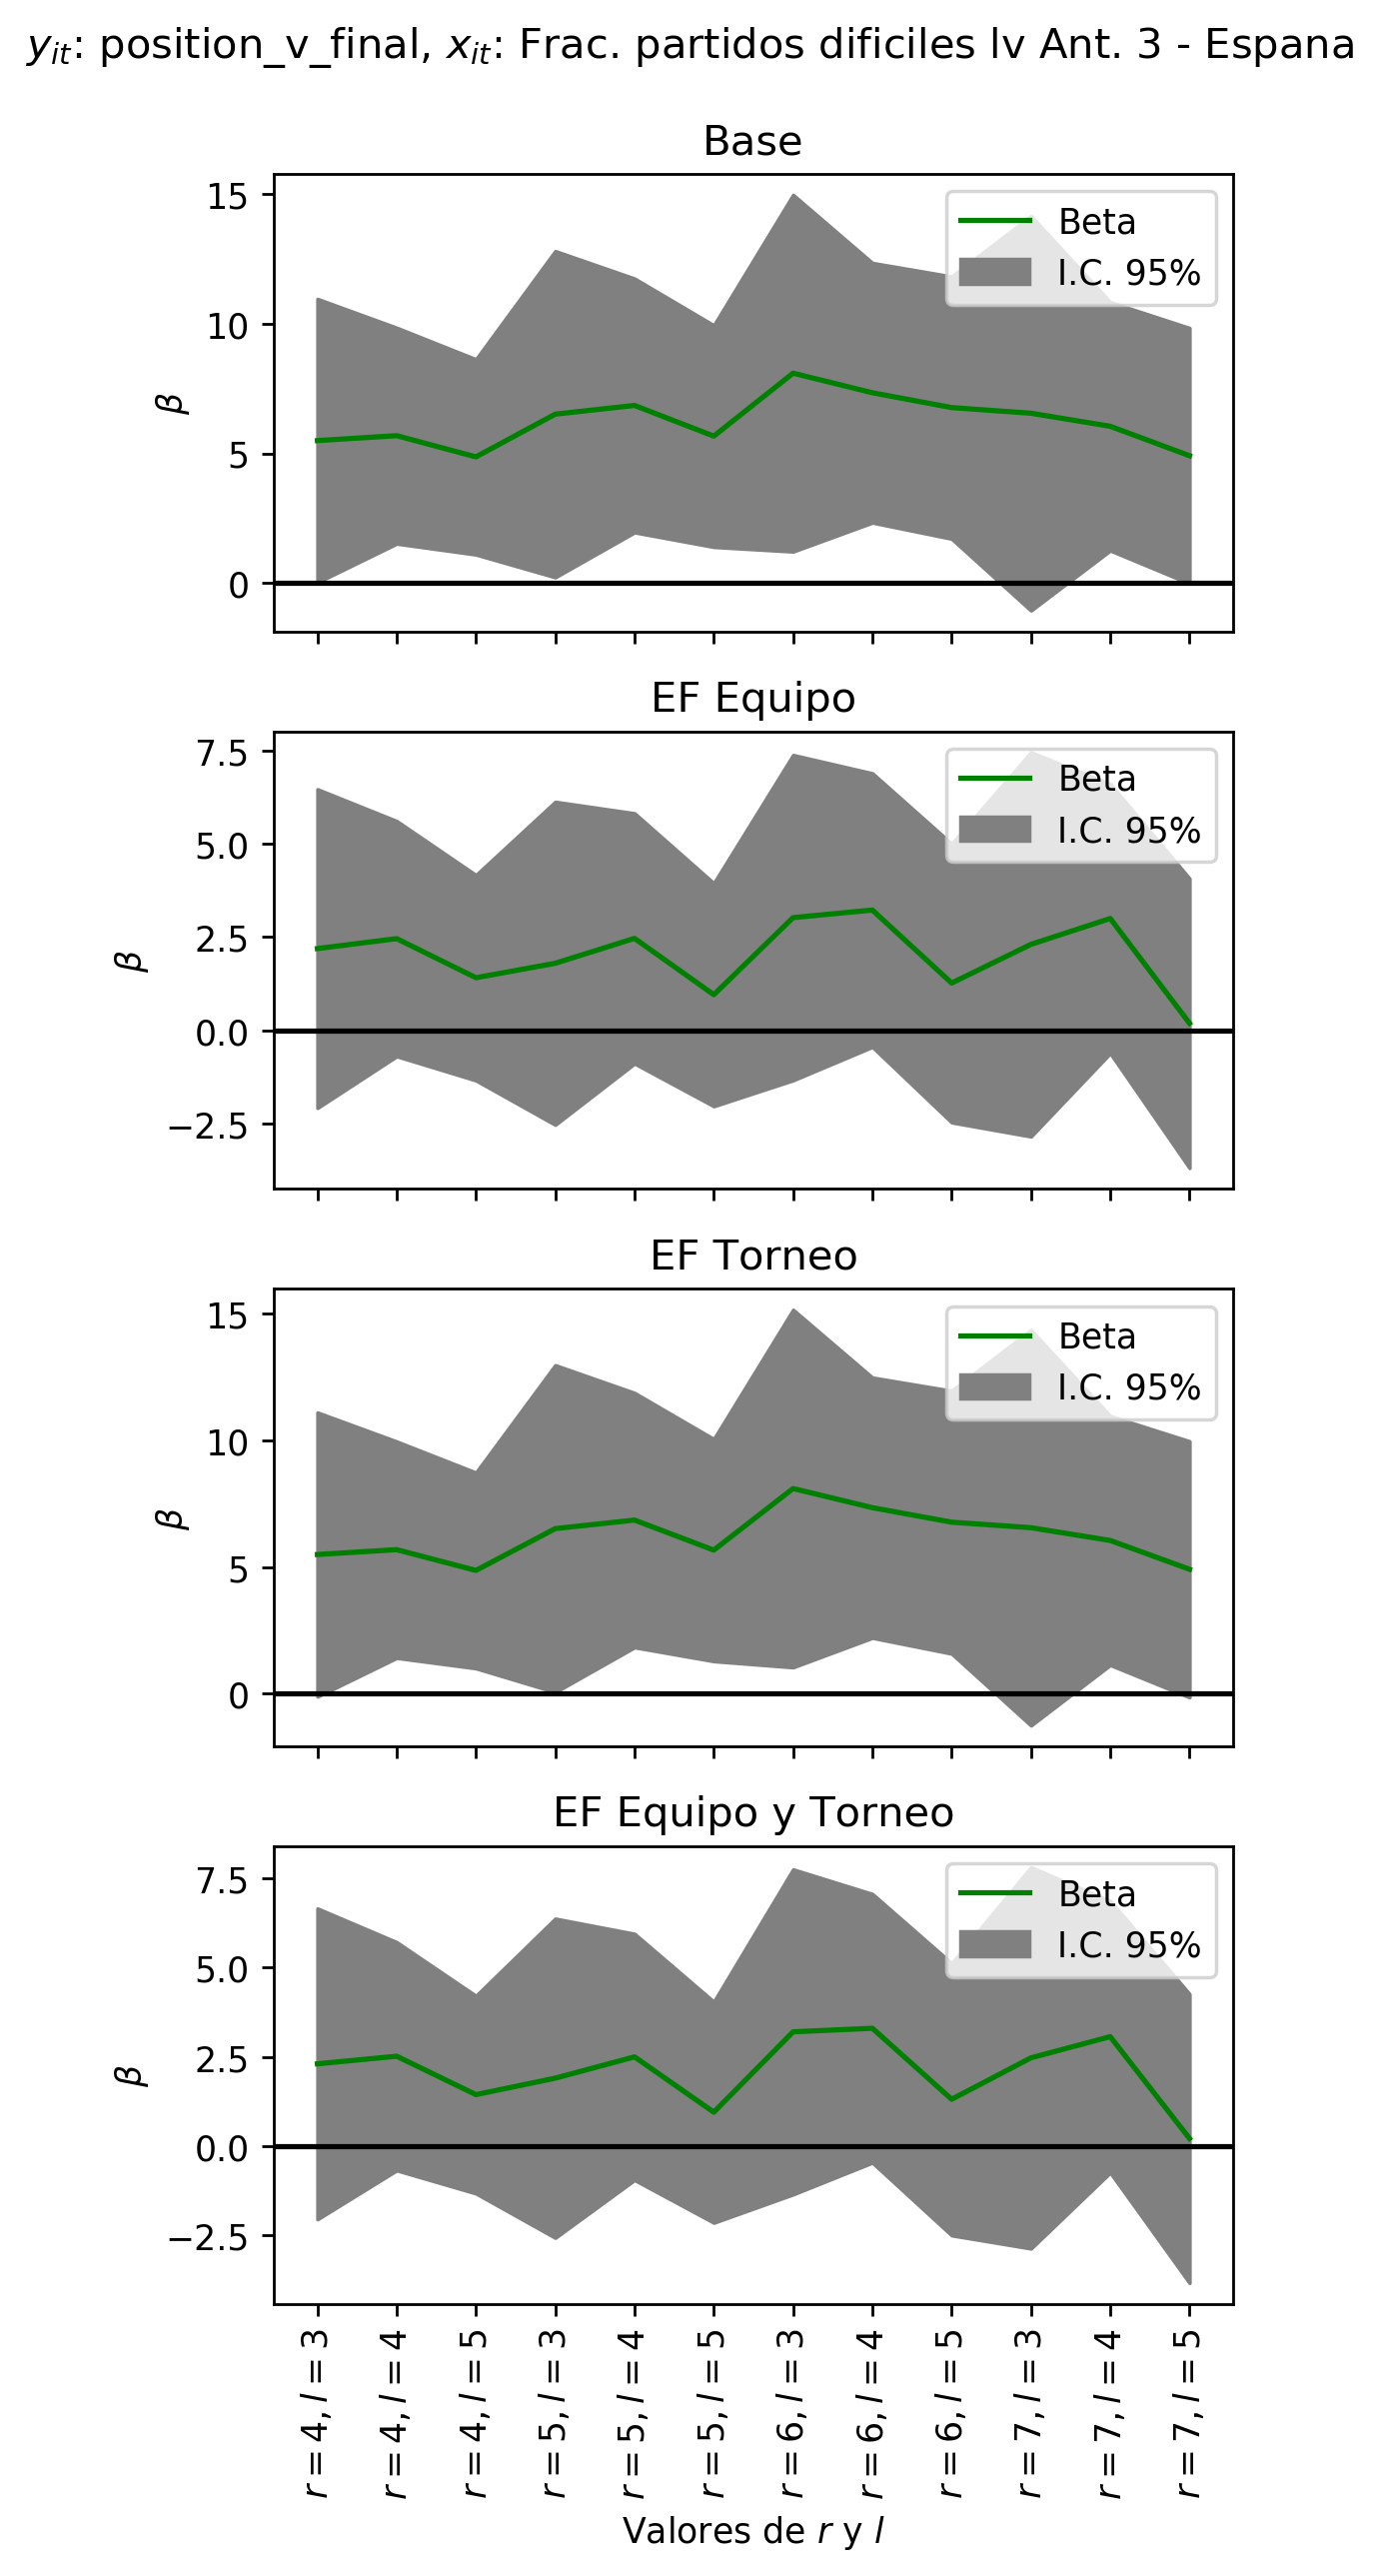 y_it: position_v_final, x_it: Frac. partidos dificiles lv Ant. 3 - Espana
Base
15
10
5
0
β
Beta
I.C. 95%
EF Equipo
7.5
5.0
2.5
0.0
−2.5
β
Beta
I.C. 95%
EF Torneo
15
10
5
0
β
Beta
I.C. 95%
EF Equipo y Torneo
7.5
5.0
2.5
0.0
−2.5
β
Beta
I.C. 95%
r = 4, l = 3
r = 4, l = 4
r = 4, l = 5
r = 5, l = 3
r = 5, l = 4
r = 5, l = 5
r = 6, l = 3
r = 6, l = 4
r = 6, l = 5
r = 7, l = 3
r = 7, l = 4
r = 7, l = 5
Valores de r y l